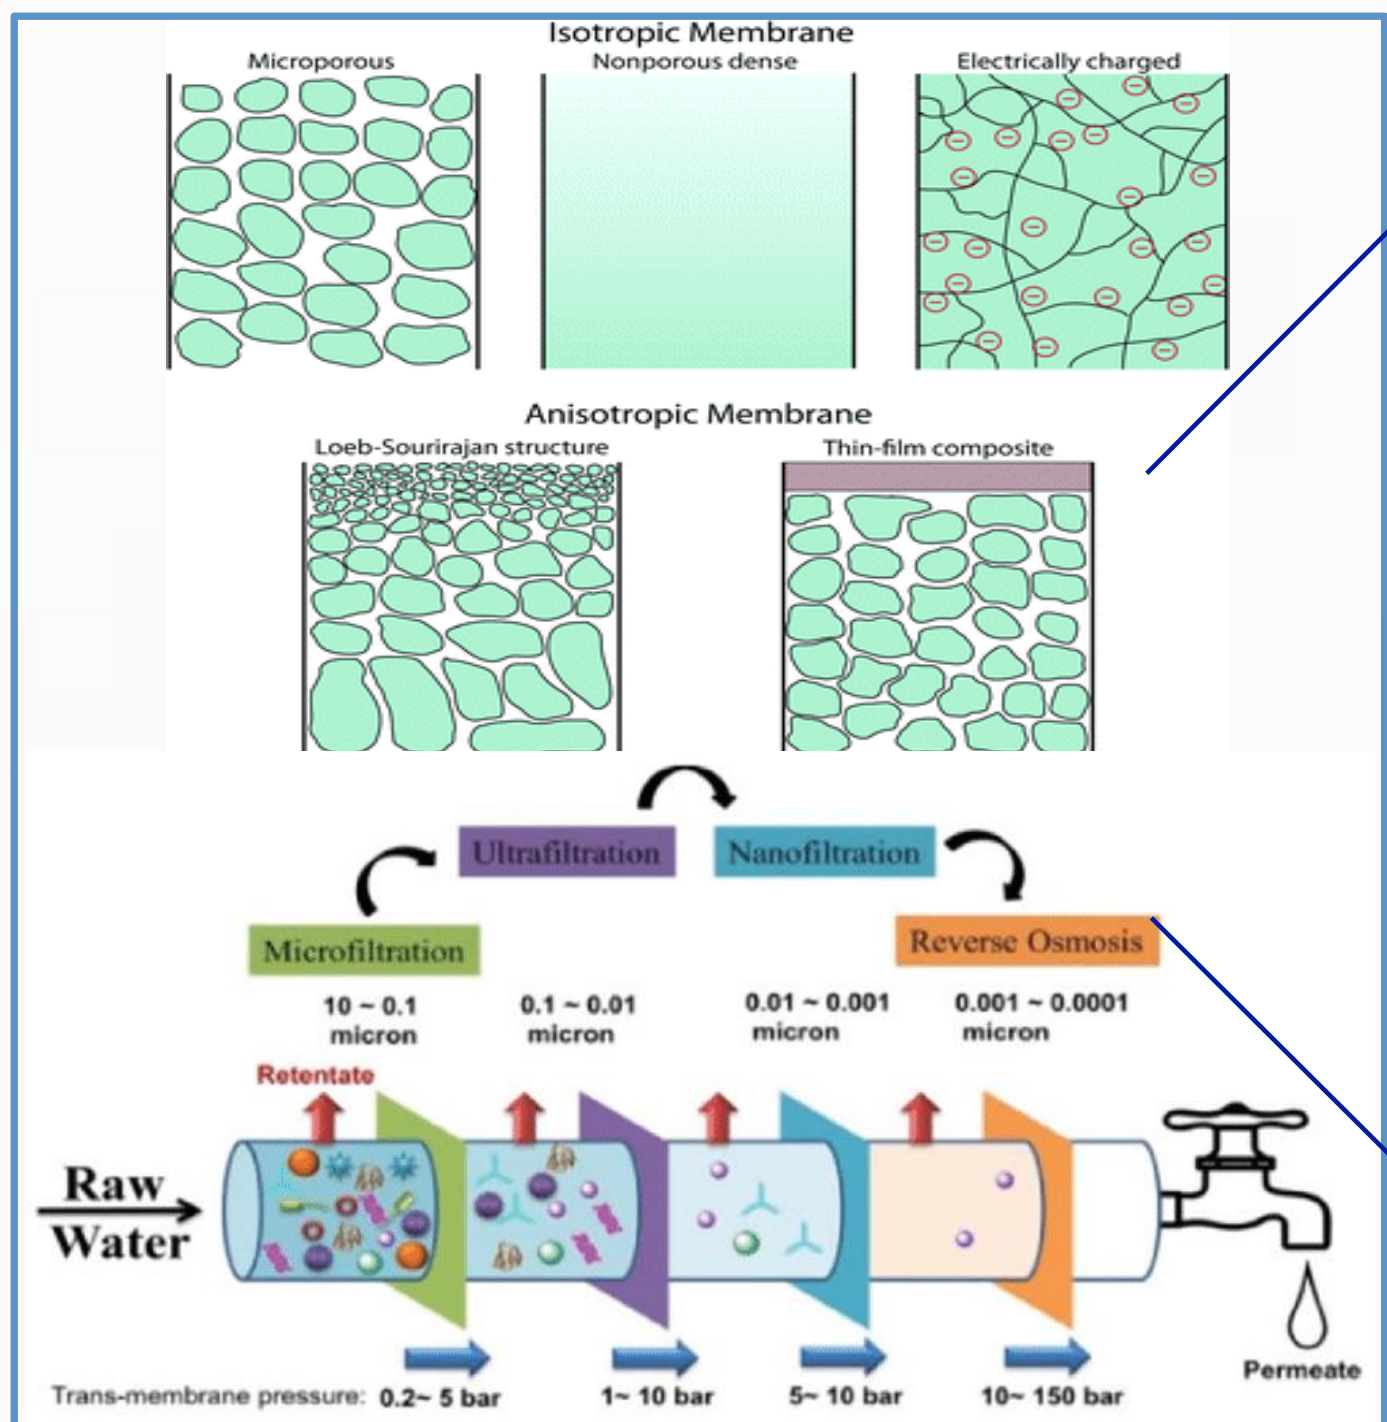 Isotropic Membrane
Microporous
Nonporous dense
Electrically charged
Anisotropic Membrane
Loeb-Sourirajan structure
Thin-film composite
Ultrafiltration
Nanofiltration
Microfiltration
Reverse Osmosis
10 ~ 0.1
micron
0.1 ~ 0.01
micron
0.01 ~ 0.001
micron
0.001 ~ 0.0001
micron
Retentate
Raw
Water
Permeate
Trans-membrane pressure: 0.2~ 5 bar
1~ 10 bar
5~ 10 bar
10~ 150 bar